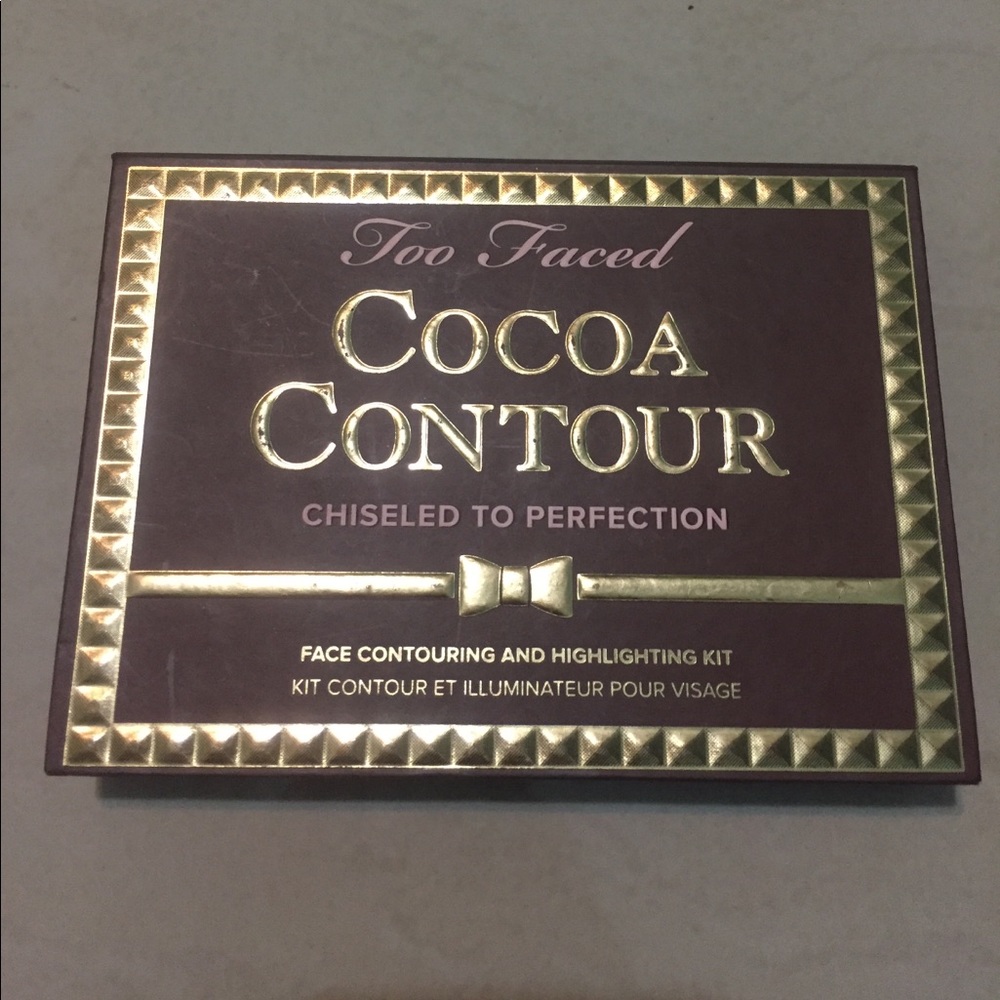 Too Faced
COCOA
CONTOUR
CHISELED TO PERFECTION
FACE CONTOURING AND HIGHLIGHTING KIT
KIT CONTOUR ET ILLUMINATEUR POUR VISAGE